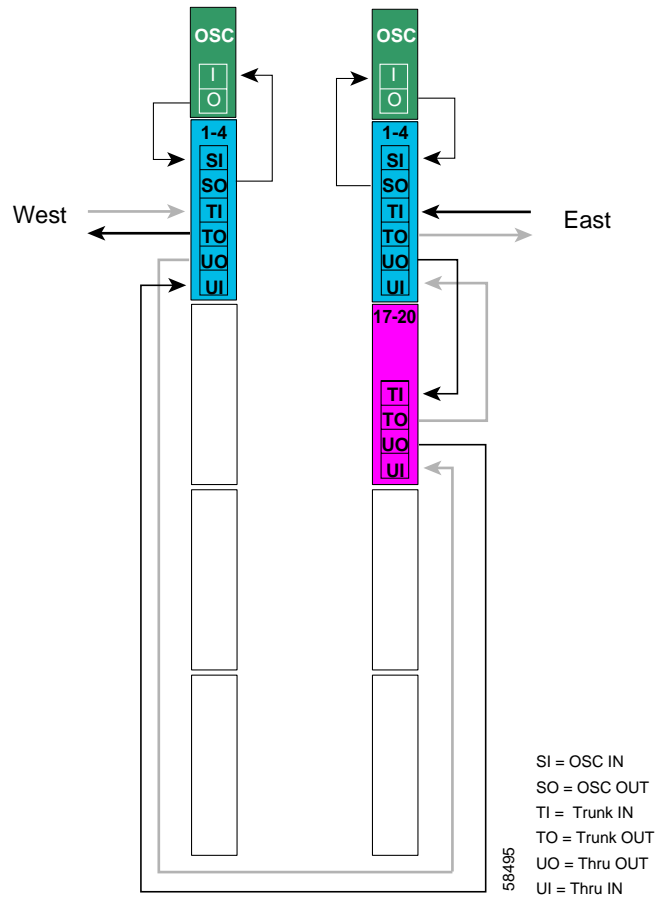 OSC
I
O
1-4
SI
SO
TI
TO
UO
UI
West
OSC
I
O
1-4
SI
SO
TI
TO
UO
UI
East
17-20
TI
TO
UO
UI
SI = OSC IN
SO = OSC OUT
TI = Trunk IN
TO = Trunk OUT
UO = Thru OUT
UI = Thru IN
58495